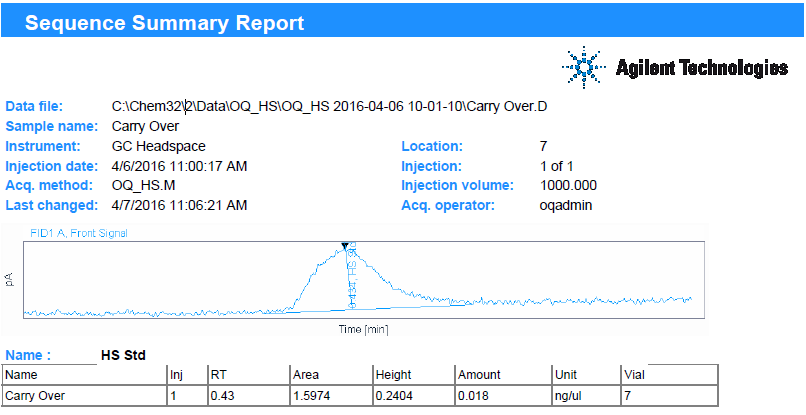 Sequence Summary Report
Agilent Technologies
Data file: C:\Chem32\2\Data\OQ_HS\OQ_HS 2016-04-06 10-01-10\Carry Over.D
Sample name: Carry Over
Instrument: GC Headspace Location: 7
Injection date: 4/6/2016 11:00:17 AM Injection: 1 of 1
Acq. method: OQ_HS.M Injection volume: 1000.000
Last changed: 4/7/2016 11:06:21 AM Acq. operator: oqadmin
FID1 A, Front Signal
pA
HS Std
Time [min]
Name : HS Std
Name Inj RT Area Height Amount Unit Vial
Carry Over 1 0.43 1.5974 0.2404 0.018 ng/ul 7